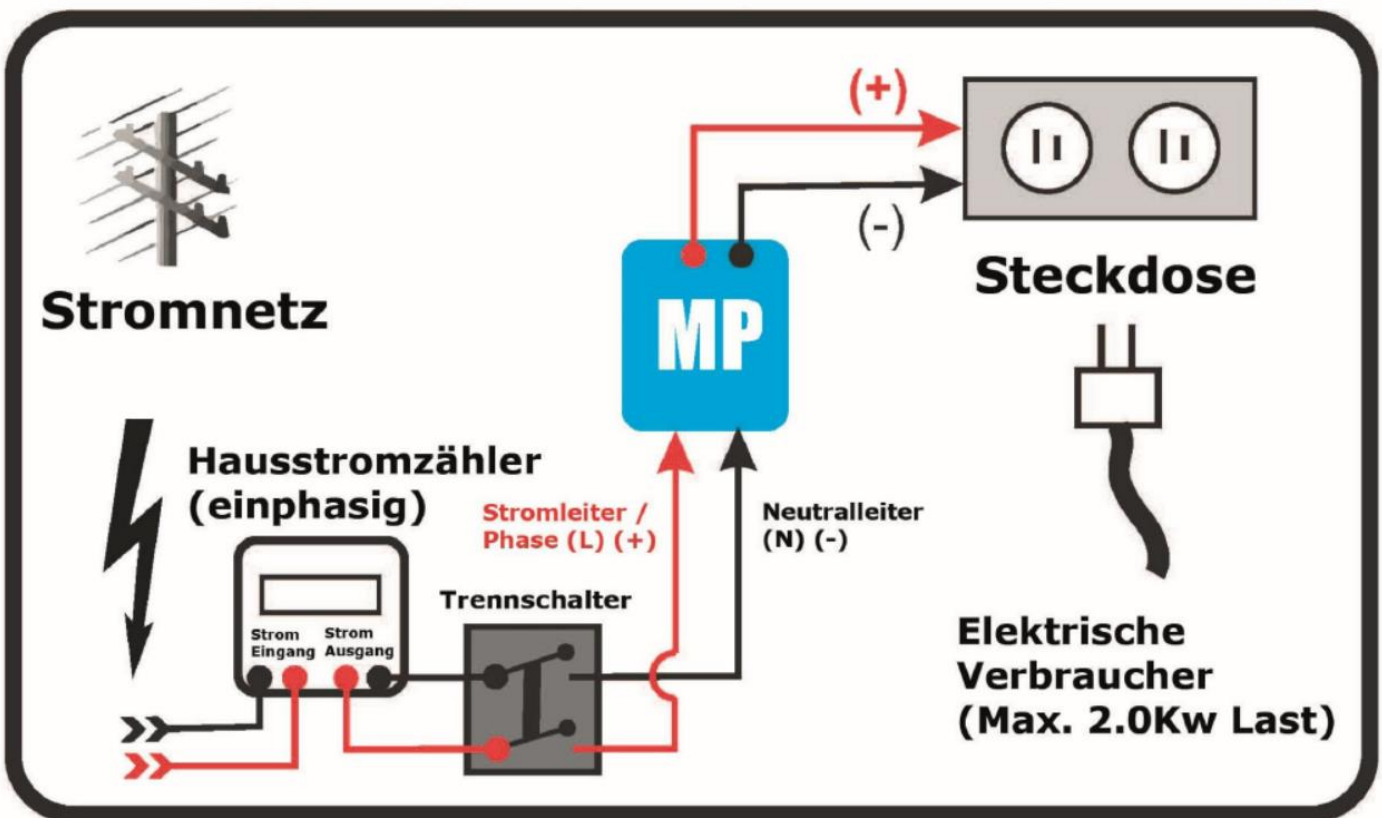 (+)
(-)
Steckdose
Stromnetz
MP
Hausstromzähler
(einphasig)
Stromleiter /
Phase (L) (+)
Neutralleiter
(N) (-)
Trennschalter
Strom
Eingang
Strom
Ausgang
Elektrische
Verbraucher
(Max. 2.0Kw Last)